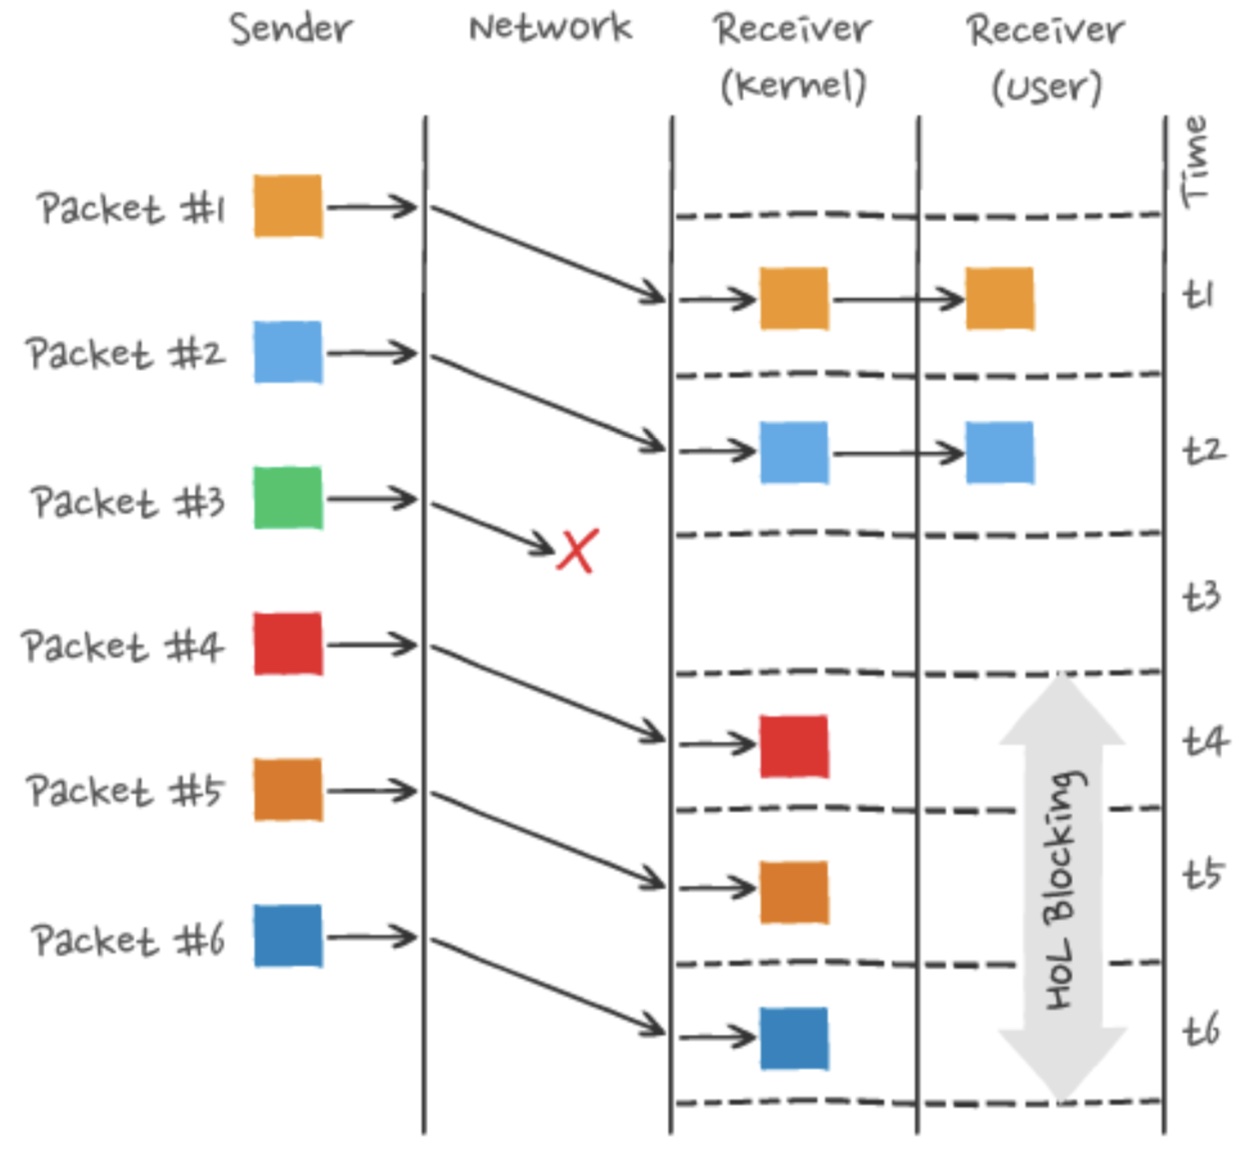 Sender
Network
Receiver
(kernel)
Receiver
(user)
Time
Packet #1
t1
Packet #2
t2
Packet #3
X
t3
Packet #4
t4
Packet #5
t5
HoL Blocking
Packet #6
t6